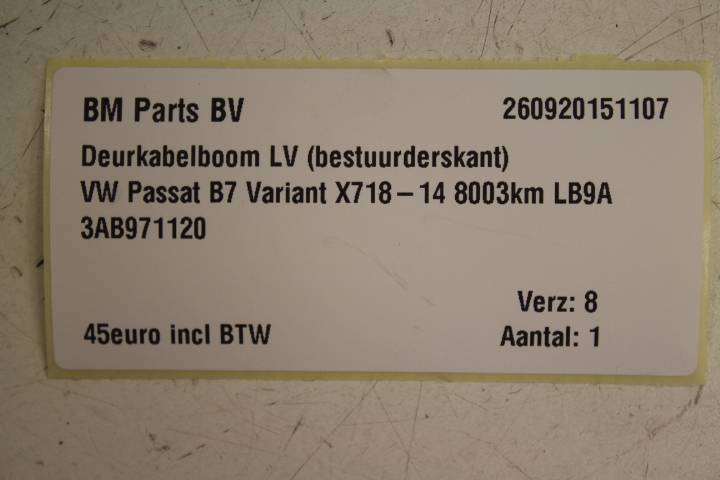 BM Parts BV 260920151107
Deurkabelboom LV (bestuurderskant)
VW Passat B7 Variant X718 – 14 8003km LB9A
3AB971120
Verz: 8
45euro incl BTW Aantal: 1